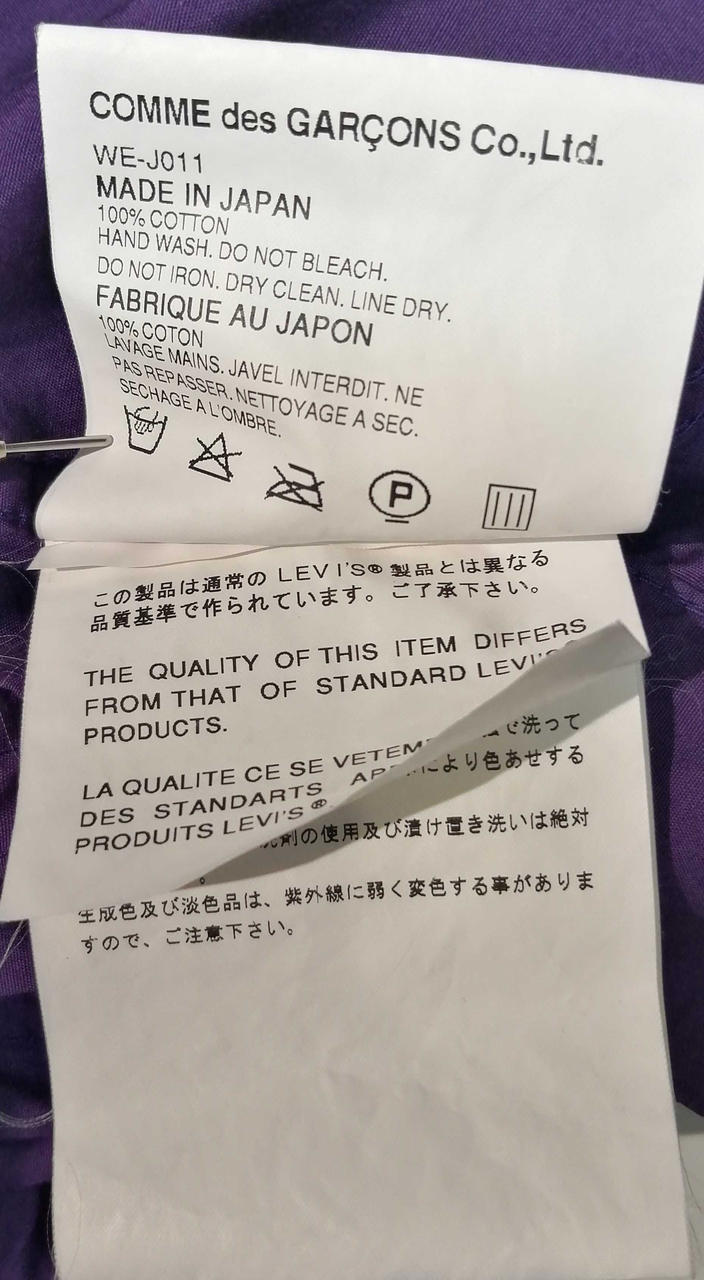 COMME des GARÇONS Co.,Ltd.
WE-J011
MADE IN JAPAN
100% COTTON
HAND WASH. DO NOT BLEACH.
DO NOT IRON. DRY CLEAN. LINE DRY.
FABRIQUE AU JAPON
100% COTON
LAVAGE MAINS. JAVEL INTERDIT. NE
PAS REPASSER. NETTOYAGE A SEC.
SECHAGE A L'OMBRE.
P
この製品は通常の LEVI'S® 製品とは異なる
品質基準で作られています。ご了承下さい。
THE QUALITY OF THIS ITEM DIFFERS
FROM THAT OF STANDARD LEVI'S
PRODUCTS.
LA QUALITE CE SE VETEM
DES STANDARTS
PRODUITS LEVI'S®.
で洗って
により色あせする
洗剤の使用及び漬け置き洗いは絶対
。
生成色及び淡色品は、紫外線に弱く変色する事がありま
すので、ご注意下さい。